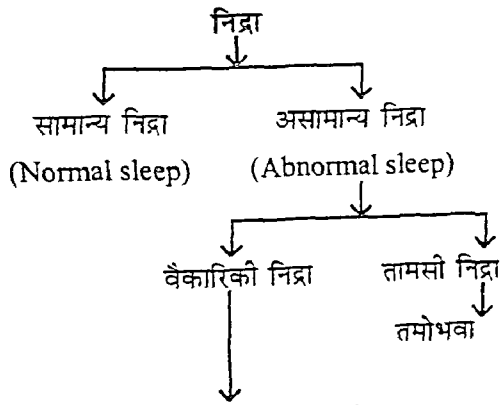 निद्रा
सामान्य निद्रा
असामान्य निद्रा
(Normal sleep)
(Abnormal sleep)
वैकारिकी निद्रा
तामसी निद्रा
तमोभवा